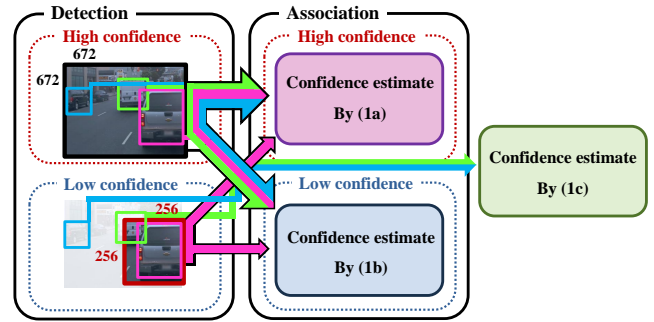 Detection
Association
High confidence
High confidence
672
672
Confidence estimate
By (1a)
Confidence estimate
By (1c)
Low confidence
Low confidence
256
256
Confidence estimate
By (1b)